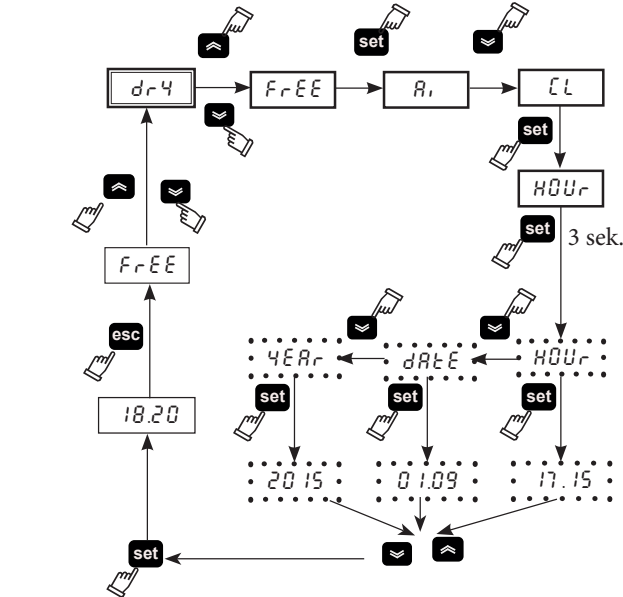 set
drY
FrEE
Ai
CL
set
HOUr
set
3 sek.
FrEE
esc
YEAr
dAtE
HOUr
set
set
set
18.20
2015
01.09
17.15
set